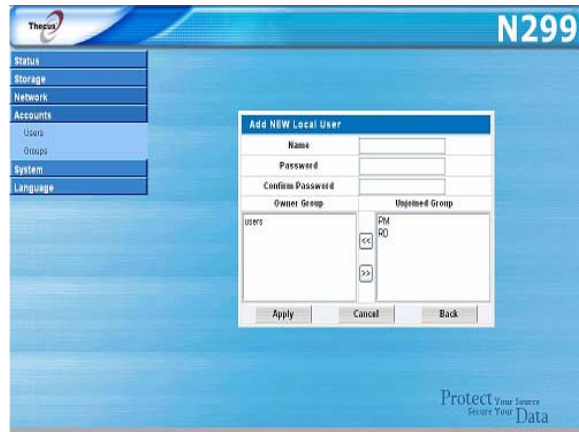 Thecus
N299
Status
Storage
Network
Accounts
Users
Groups
System
Language
Add NEW Local User
Name
Password
Confirm Password
Owner Group Unjoined Group
users
PM
RD
<<
>>
Apply Cancel Back
Protect Your Source
Secure Your Data